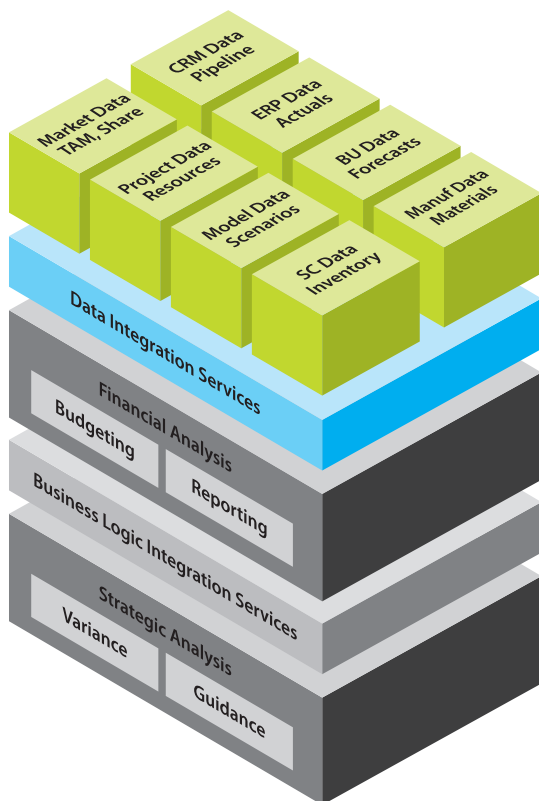 CRM Data
Pipeline
ERP Data
Actuals
BU Data
Forecasts
Manuf Data
Materials
Market Data
TAM, Share
Project Data
Resources
Model Data
Scenarios
SC Data
Inventory
Data Integration Services
Financial Analysis
Budgeting
Reporting
Business Logic Integration Services
Strategic Analysis
Variance
Guidance